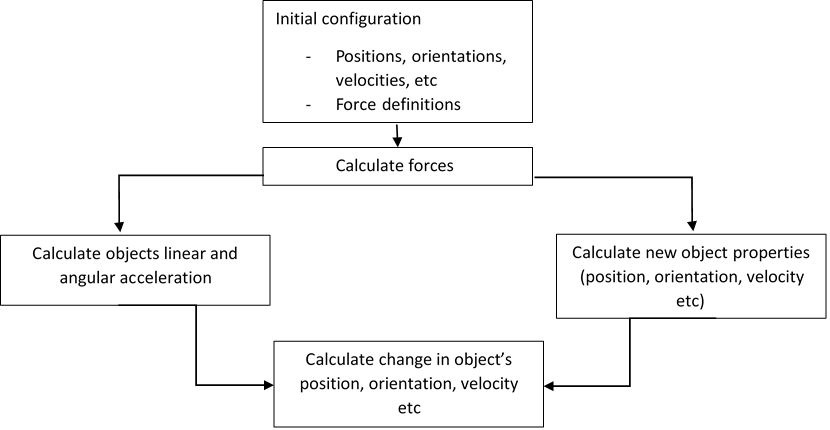 Initial configuration
- Positions, orientations,
velocities, etc
- Force definitions
Calculate forces
Calculate objects linear and
angular acceleration
Calculate new object properties
(position, orientation, velocity
etc)
Calculate change in object’s
position, orientation, velocity
etc